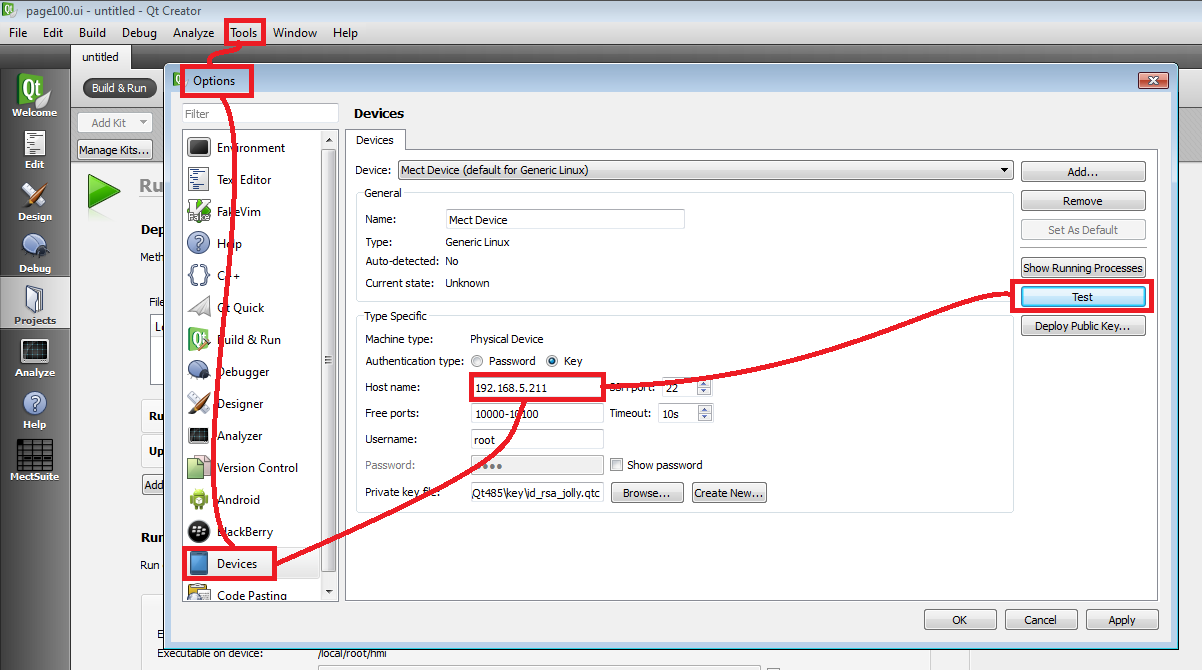 page100.ui - untitled - Qt Creator
File Edit Build Debug Analyze Tools Window Help
untitled
Build & Run
Add Kit
Manage Kits...
Welcome
Edit
Design
Debug
Projects
Analyze
Help
MectSuite
Ru
Dep
Meth
File
Ru
Up
Add
Run
Run
Executable on device: /local/root/hmi
Options
Filter
Environment
Text Editor
FakeVim
Help
C++
Qt Quick
Build & Run
Debugger
Designer
Analyzer
Version Control
Android
BlackBerry
Devices
Code Pasting
Devices
Devices
Device: Mect Device (default for Generic Linux)
General
Name: Mect Device
Type: Generic Linux
Auto-detected: No
Current state: Unknown
Type Specific
Machine type: Physical Device
Authentication type: Password Key
Host name: 192.168.5.211 SSH port: 22
Free ports: 10000-10100 Timeout: 10s
Username: root
Password: Show password
Private key file: Qt485\key\id_rsa_jolly.qtc Browse... Create New...
Add...
Remove
Set As Default
Show Running Processes
Test
Deploy Public Key...
OK Cancel Apply